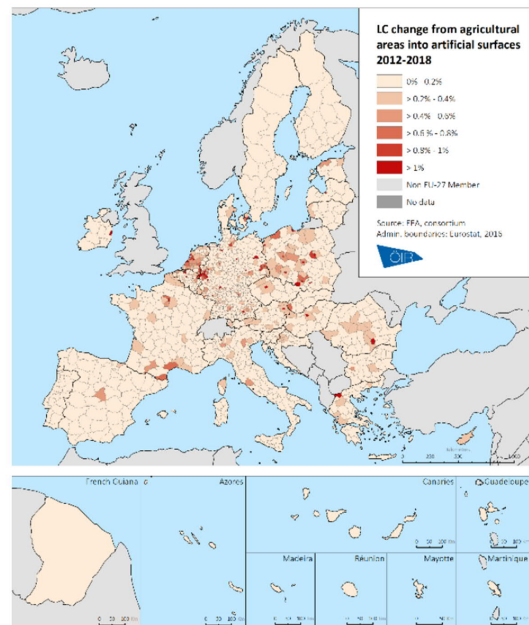 LC change from agricultural
areas into artificial surfaces
2012-2018
0% - 0.2%
> 0.2% - 0.4%
> 0.4% - 0.6%
> 0.6 % - 0.8%
> 0.8% - 1%
> 1%
Non EU-27 Member
No data
Source: EEA, consortium
Admin. boundaries: Eurostat, 2016
ÖIR
French Guiana
Azores
Canaries
Guadeloupe
Madeira
Réunion
Mayotte
Martinique